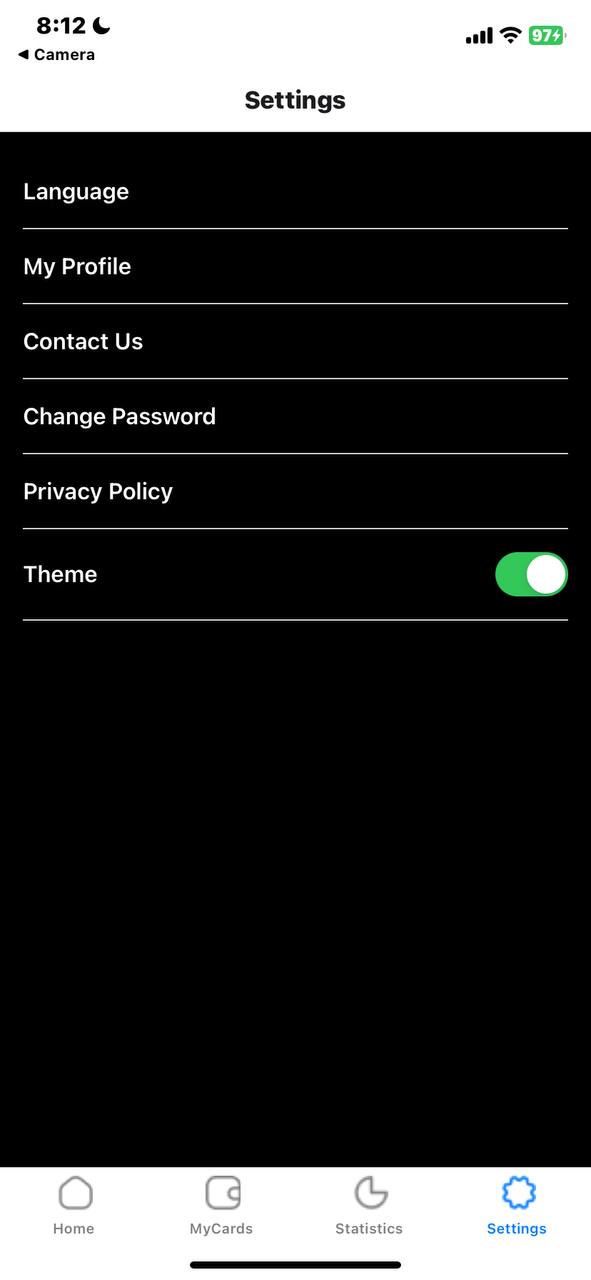 8:12
97
◀ Camera
Settings
Language
My Profile
Contact Us
Change Password
Privacy Policy
Theme
Home
MyCards
Statistics
Settings